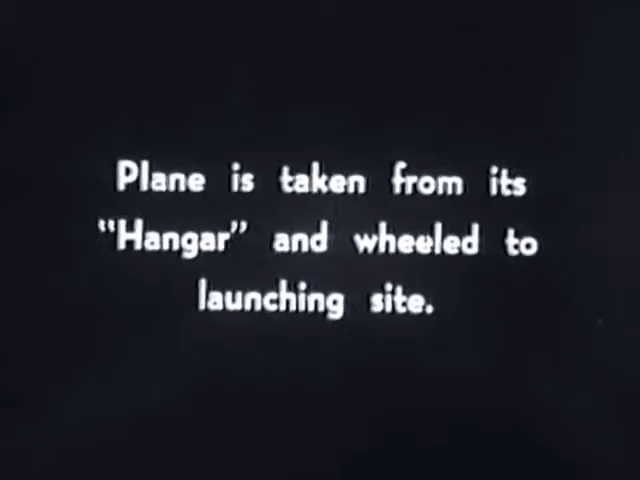 Plane is taken from its
“Hangar” and wheeled to
launching site.